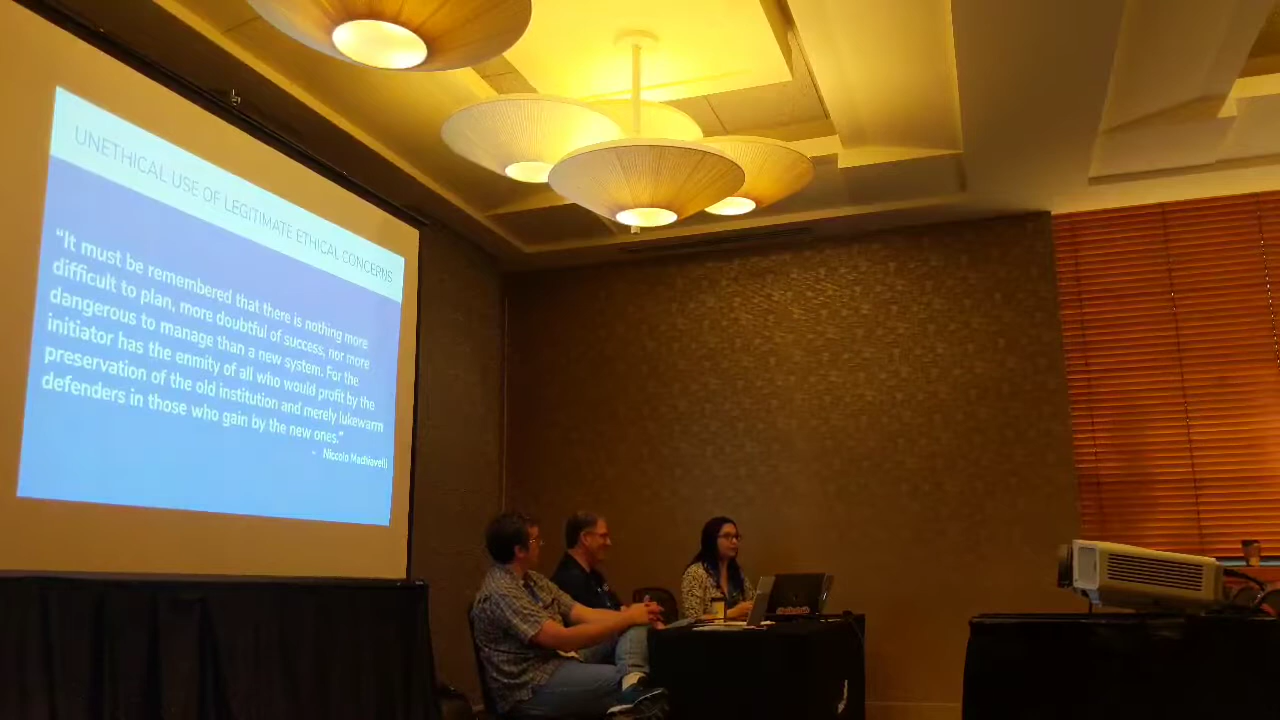 UNETHICAL USE OF LEGITIMATE ETHICAL CONCERNS
“It must be remembered that there is nothing more
difficult to plan, more doubtful of success, nor more
dangerous to manage than a new system. For the
initiator has the enmity of all who would profit by the
preservation of the old institution and merely lukewarm
defenders in those who gain by the new ones.”
- Niccolo Machiavelli